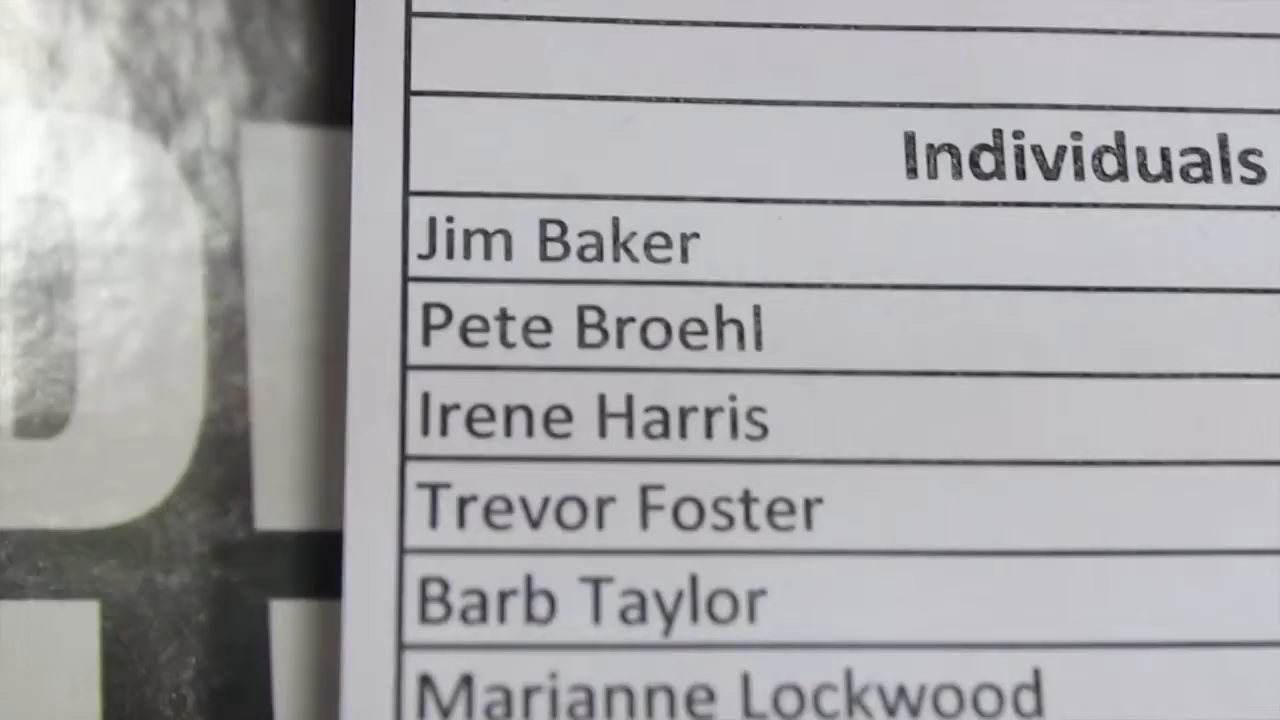 Individuals
Jim Baker
Pete Broehl
Irene Harris
Trevor Foster
Barb Taylor
Marianne Lockwood